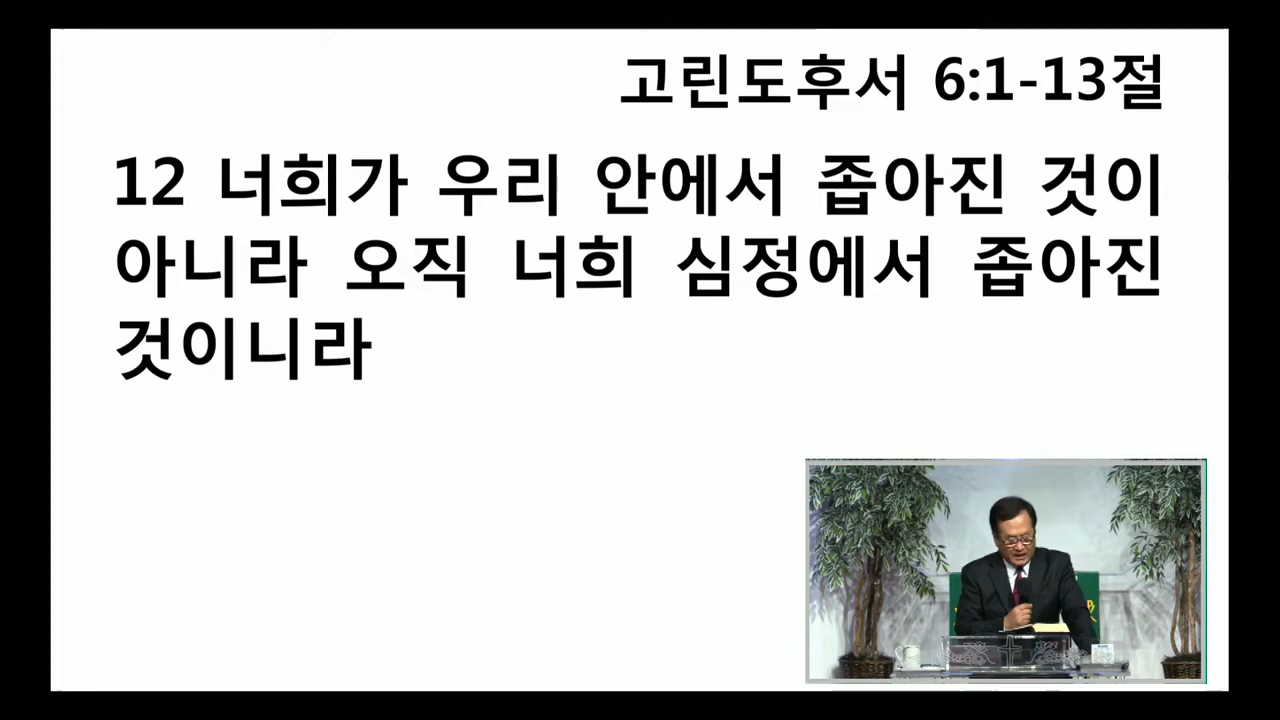 고린도후서 6:1-13절
12 너희가 우리 안에서 좁아진 것이
아니라 오직 너희 심정에서 좁아진
것이니라